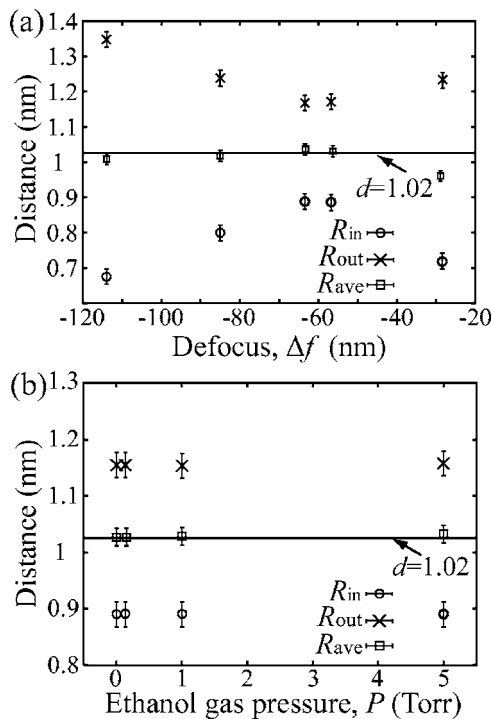 (a)
1.4
1.3
1.2
1.1
1
0.9
0.8
0.7
Distance (nm)
d=1.02
Rin
Rout
Rave
-120 -100 -80 -60 -40 -20
Defocus, Δf (nm)
(b)
1.3
1.2
1.1
1
0.9
0.8
Distance (nm)
d=1.02
Rin
Rout
Rave
0 1 2 3 4 5
Ethanol gas pressure, P (Torr)